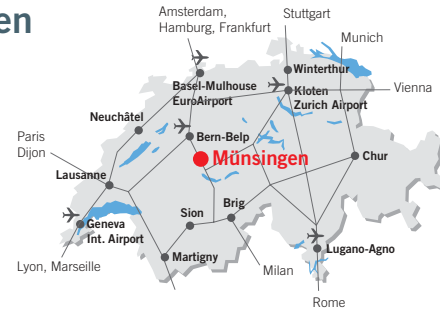 en
Amsterdam,
Hamburg, Frankfurt
Stuttgart
Munich
Winterthur
Basel-Mulhouse
EuroAirport
Kloten
Zurich Airport
Vienna
Neuchâtel
Bern-Belp
Paris
Dijon
Münsingen
Chur
Lausanne
Brig
Sion
Geneva
Int. Airport
Lugano-Agno
Martigny
Lyon, Marseille
Milan
Rome